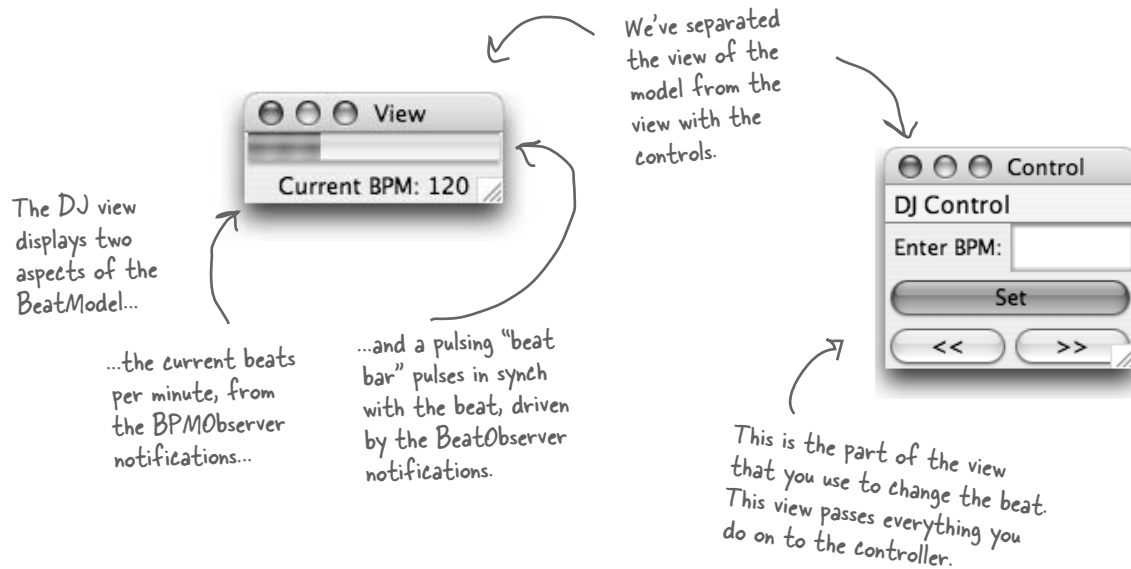 We've separated
the view of the
model from the
view with the
controls.
View
Current BPM: 120
Control
DJ Control
Enter BPM:
Set
<<
>>
The DJ view
displays two
aspects of the
BeatModel...
...the current beats
per minute, from
the BPMObserver
notifications...
...and a pulsing “beat
bar” pulses in synch
with the beat, driven
by the BeatObserver
notifications.
This is the part of the view
that you use to change the beat.
This view passes everything you
do on to the controller.